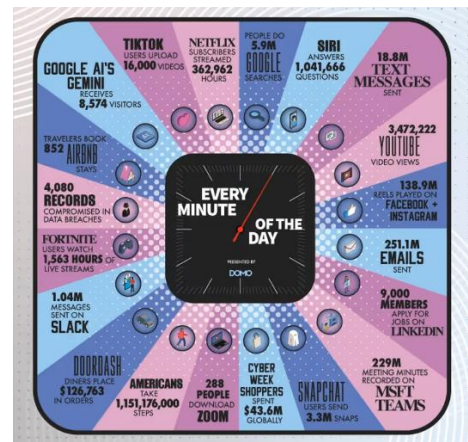 PEOPLE DO
5.9M
GOOGLE
SEARCHES
SIRI
ANSWERS
1,041,666
QUESTIONS
18.8M
TEXT
MESSAGES
SENT
3,472,222
YOUTUBE
VIDEO VIEWS
138.9M
REELS PLAYED ON
FACEBOOK +
INSTAGRAM
251.1M
EMAILS
SENT
9,000
MEMBERS
APPLY FOR
JOBS ON
LINKEDIN
229M
MEETING MINUTES
RECORDED ON
MSFT
TEAMS
SNAPCHAT
USERS SEND
3.3M SNAPS
CYBER
WEEK
SHOPPERS
SPENT
$43.6M
GLOBALLY
288
PEOPLE
DOWNLOAD
ZOOM
AMERICANS
TAKE
1,151,176,000
STEPS
DOORDASH
DINERS PLACE
$126,763
IN ORDERS
1.04M
MESSAGES
SENT ON
SLACK
FORTNITE
USERS WATCH
1,563 HOURS OF
LIVE STREAMS
4,080
RECORDS
COMPROMISED IN
DATA BREACHES
TRAVELERS BOOK
852 AIRBNB
STAYS
GOOGLE AI'S
GEMINI
RECEIVES
8,574 VISITORS
TIKTOK
USERS UPLOAD
16,000 VIDEOS
NETFLIX
SUBSCRIBERS
STREAMED
362,962
HOURS
EVERY
MINUTE
OF THE
DAY
PRESENTED BY
DOMO